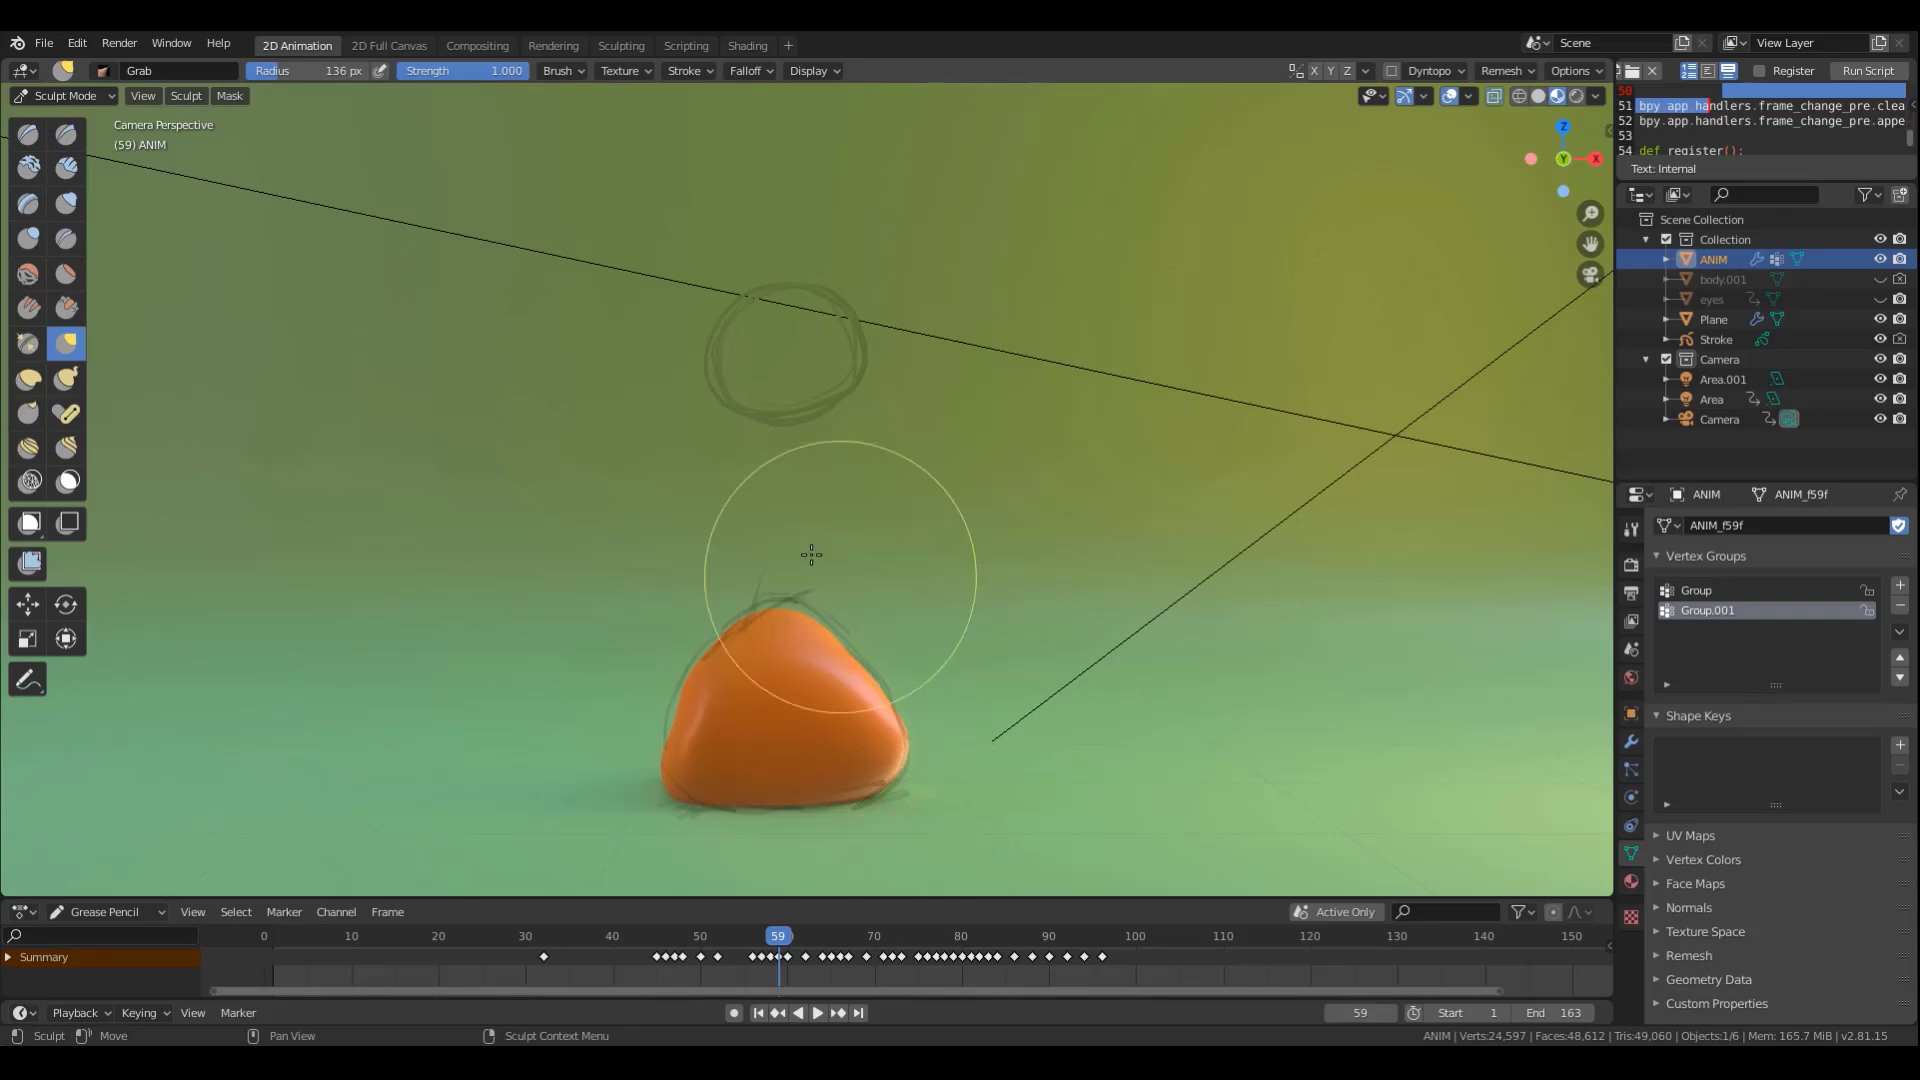 File Edit Render Window Help 2D Animation 2D Full Canvas Compositing Rendering Sculpting Scripting Shading + Scene View Layer
Grab Radius 136 px Strength 1.000 Brush Texture Stroke Falloff Display X Y Z Dyntopo Remesh Options Register Run Script
Sculpt Mode View Sculpt Mask
50
51 bpy.app.handlers.frame_change_pre.clea
52 bpy.app.handlers.frame_change_pre.appe
53
54 def register():
Text: Internal
Camera Perspective
(59) ANIM
Z
Y
X
Scene Collection
Collection
ANIM
body.001
eyes
Plane
Stroke
Camera
Area.001
Area
Camera
ANIM ANIM_f59f
ANIM_f59f
Vertex Groups
Group
Group.001
Shape Keys
UV Maps
Vertex Colors
Face Maps
Normals
Texture Space
Remesh
Geometry Data
Custom Properties
Grease Pencil View Select Marker Channel Frame Active Only
0 10 20 30 40 50 59 70 80 90 100 110 120 130 140 150
Summary
Playback Keying View Marker 59 Start 1 End 163
Sculpt Move Pan View Sculpt Context Menu ANIM | Verts:24,597 | Faces:48,612 | Tris:49,060 | Objects:1/6 | Mem: 165.7 MiB | v2.81.15